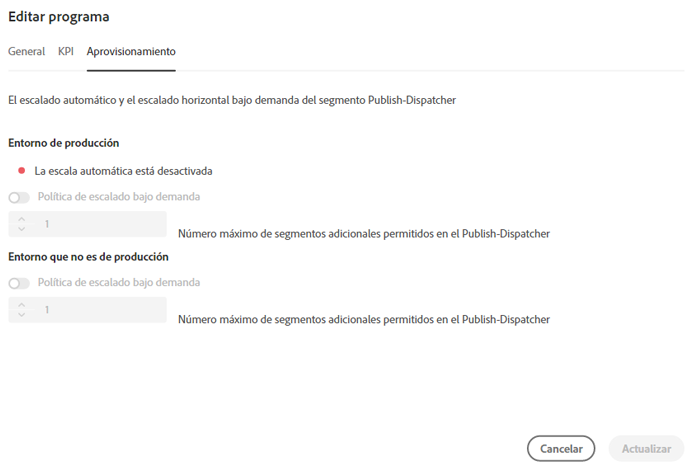 Editar programa
General KPI Aprovisionamiento
El escalado automático y el escalado horizontal bajo demanda del segmento Publish-Dispatcher
Entorno de producción
La escala automática está desactivada
Política de escalado bajo demanda
1
Número máximo de segmentos adicionales permitidos en el Publish-Dispatcher
Entorno que no es de producción
Política de escalado bajo demanda
1
Número máximo de segmentos adicionales permitidos en el Publish-Dispatcher
Cancelar Actualizar